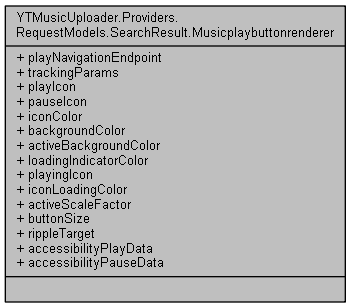 YTMusicUploader.Providers.
RequestModels.SearchResult.Musicplaybuttonrenderer
+ playNavigationEndpoint
+ trackingParams
+ playIcon
+ pauseIcon
+ iconColor
+ backgroundColor
+ activeBackgroundColor
+ loadingIndicatorColor
+ playingIcon
+ iconLoadingColor
+ activeScaleFactor
+ buttonSize
+ rippleTarget
+ accessibilityPlayData
+ accessibilityPauseData